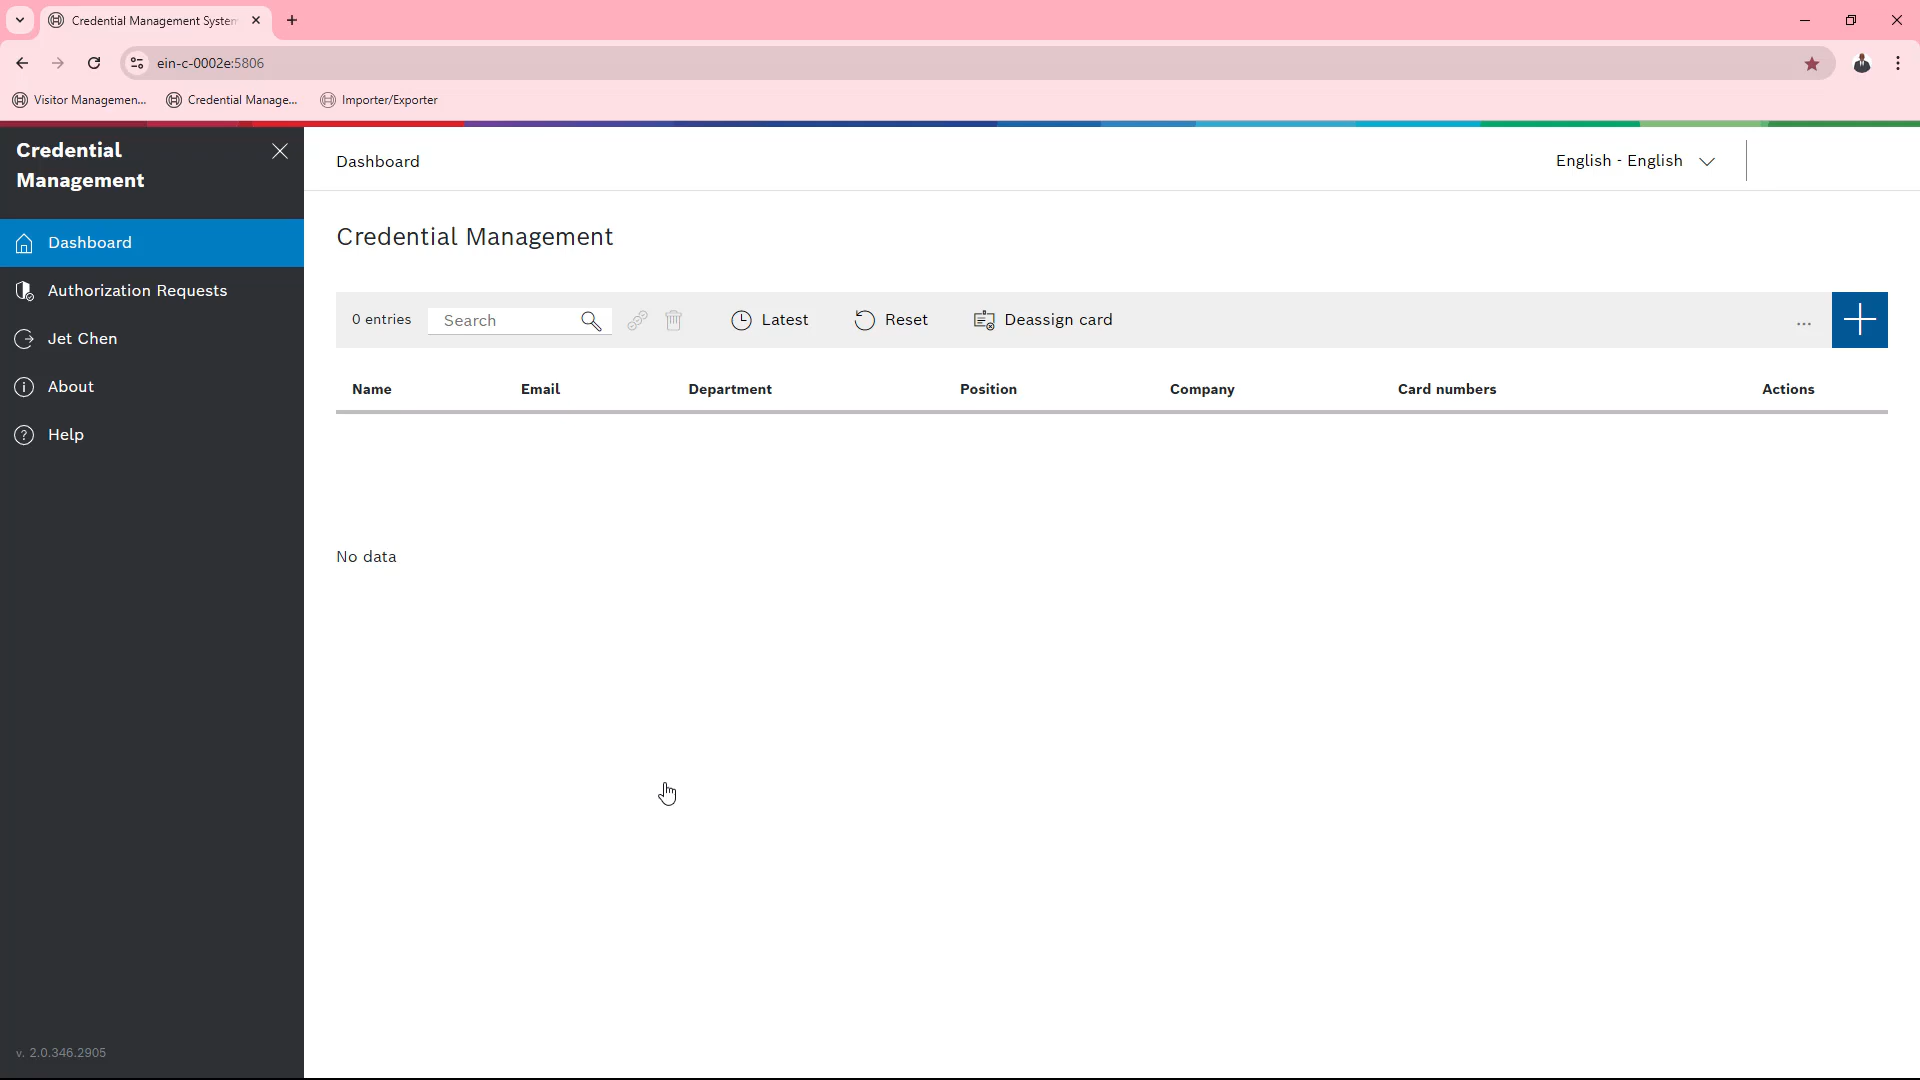 Credential Management System
ein-c-0002e:5806
Visitor Managemen...
Credential Manage...
Importer/Exporter
Credential
Management
Dashboard
Authorization Requests
Jet Chen
About
Help
v. 2.0.346.2905
Dashboard
English - English
Credential Management
0 entries
Search
Latest
Reset
Deassign card
...
Name
Email
Department
Position
Company
Card numbers
Actions
No data